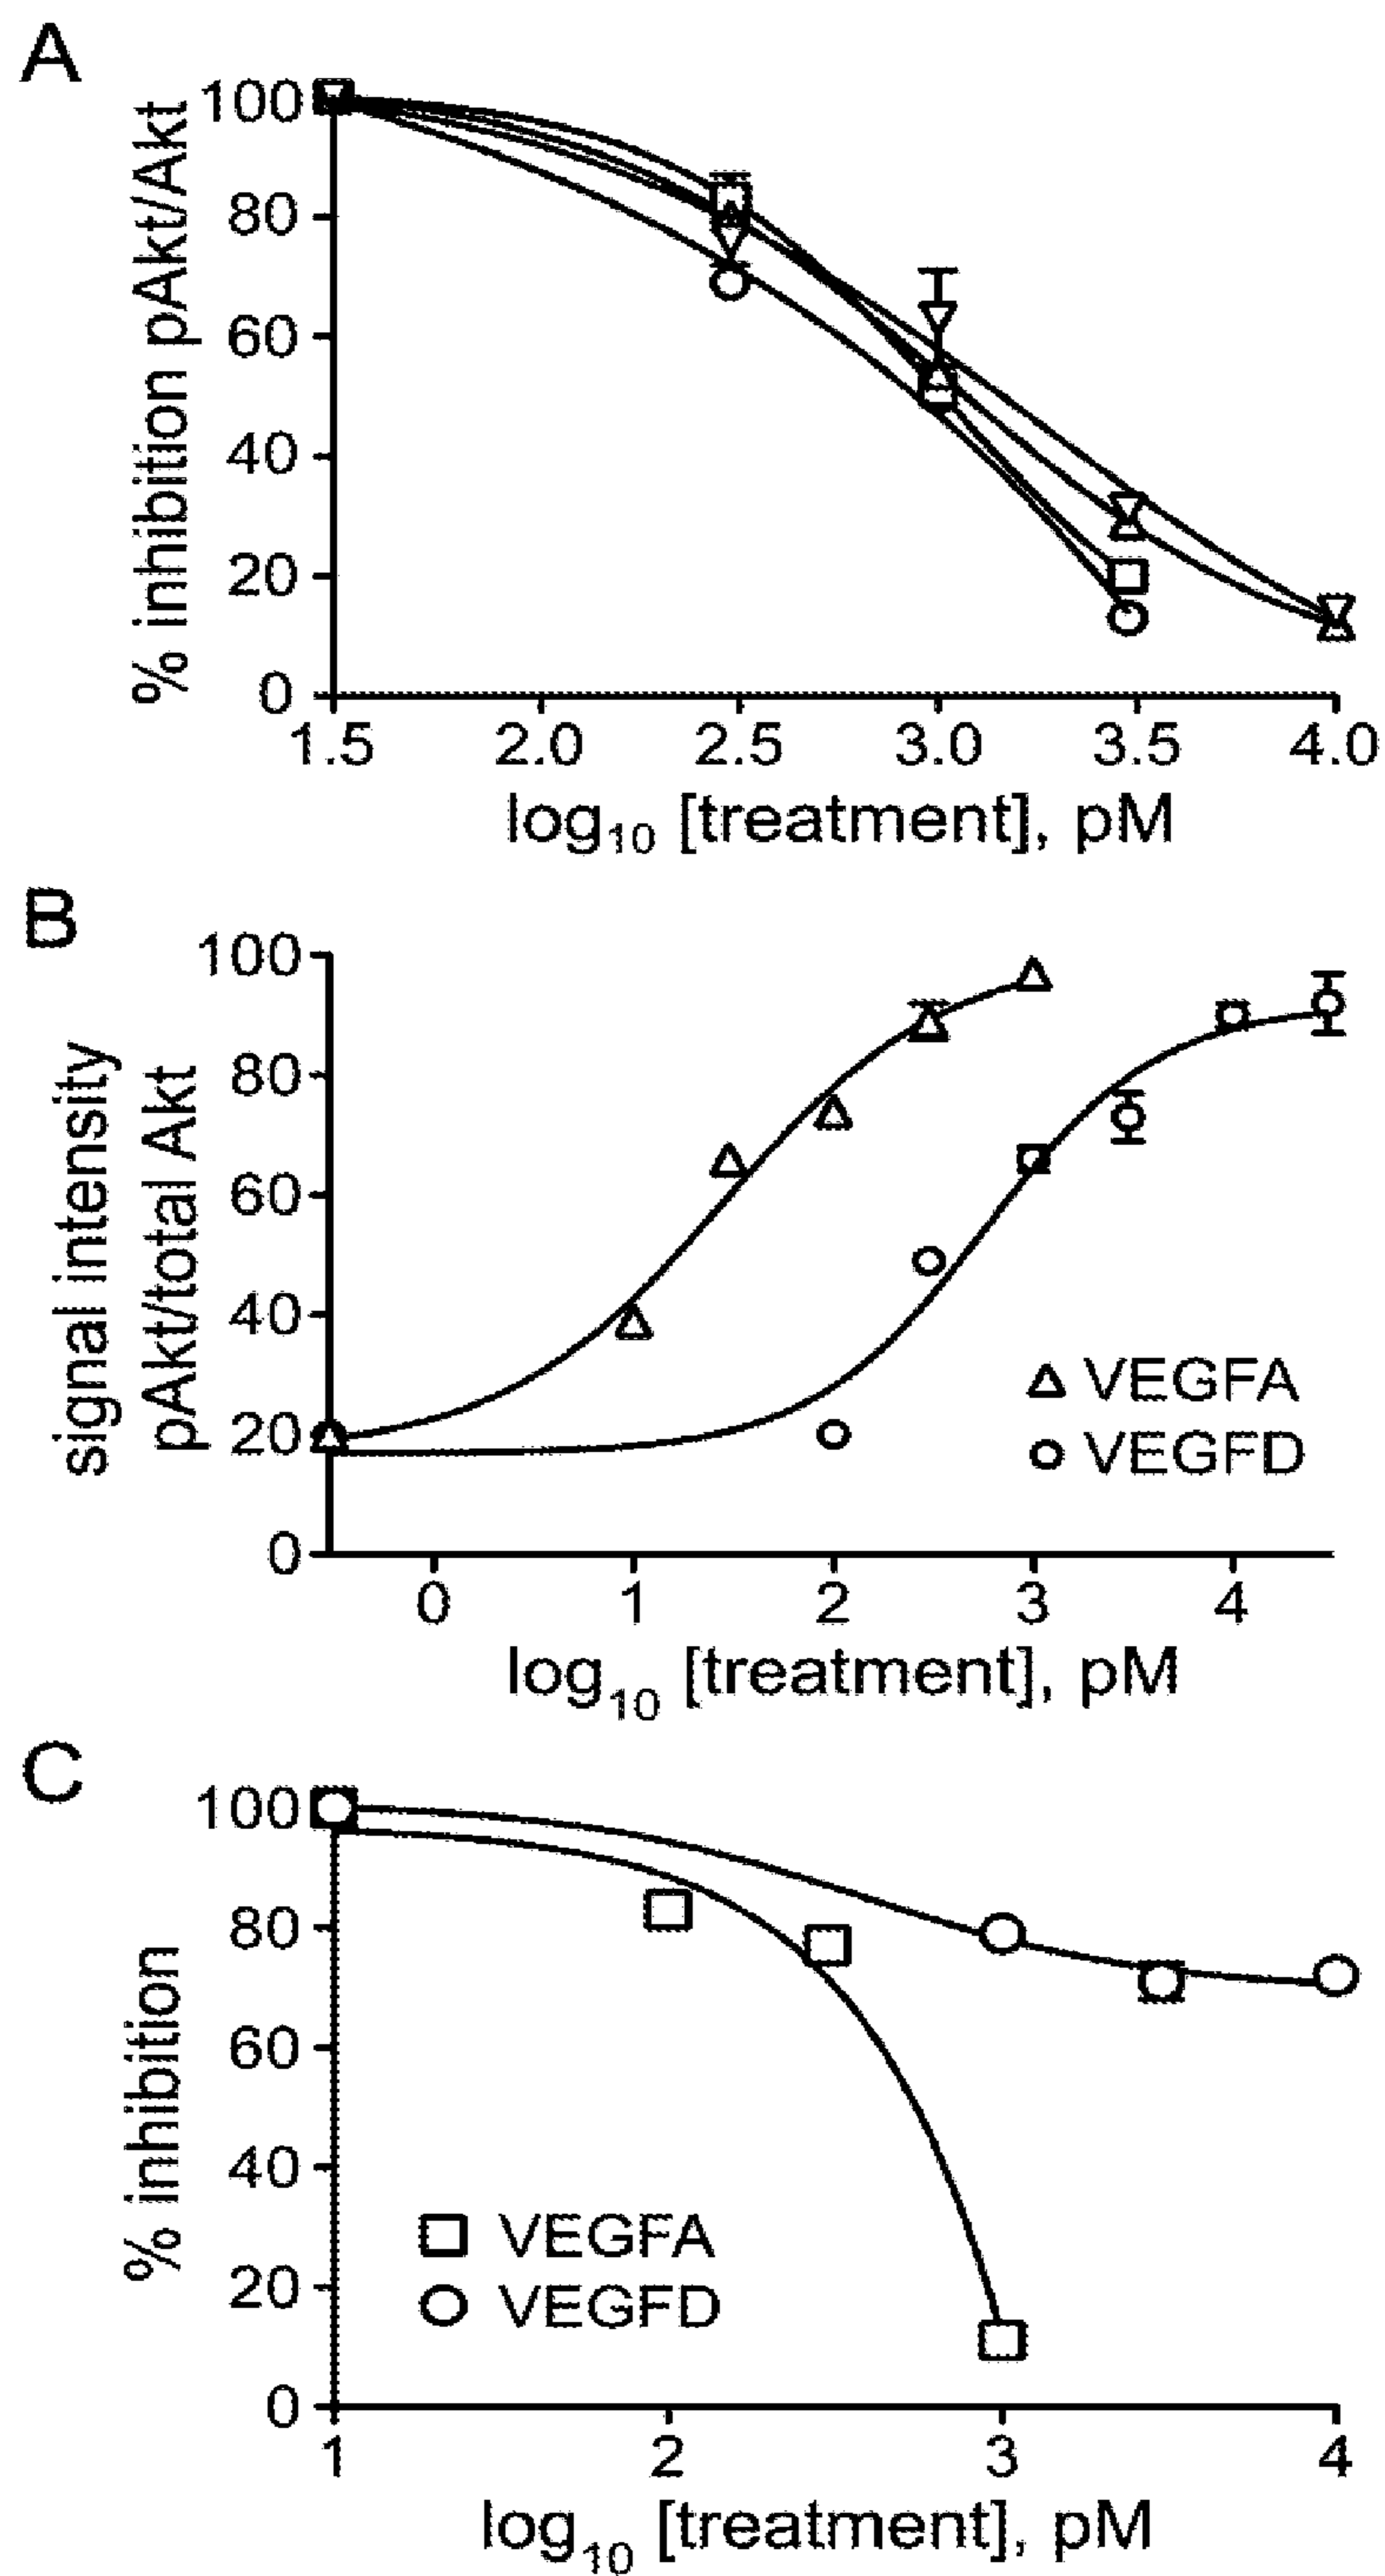 A
% inhibition pAkt/Akt
100
80
60
40
20
0
1.5 2.0 2.5 3.0 3.5 4.0
log10 [treatment], pM
B
signal intensity
pAkt/total Akt
100
80
60
40
20
0
VEGFA
VEGFD
0 1 2 3 4
log10 [treatment], pM
C
% inhibition
100
80
60
40
20
0
VEGFA
VEGFD
1 2 3 4
log10 [treatment], pM